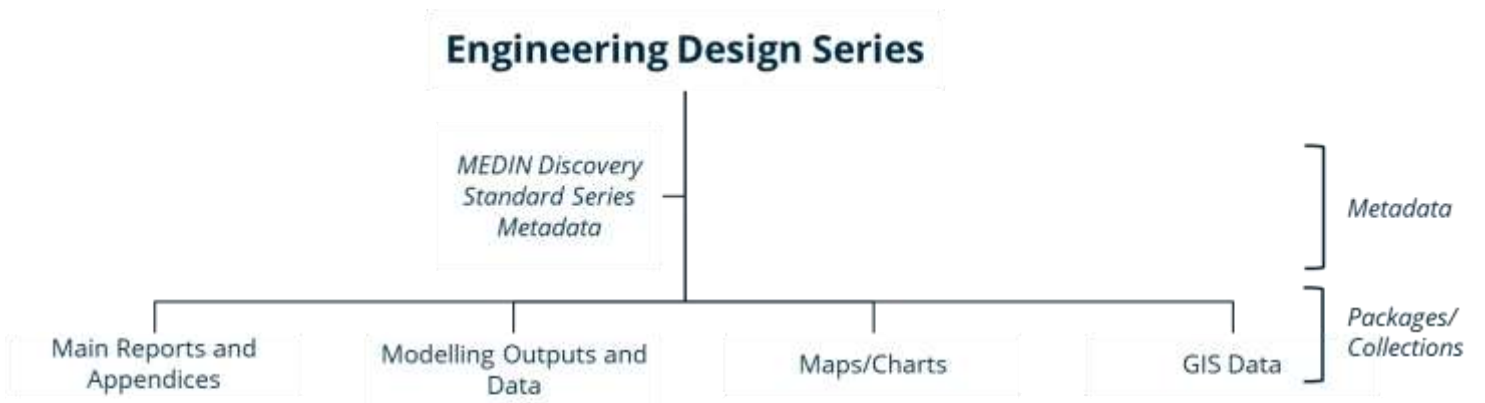 Engineering Design Series
MEDIN Discovery
Standard Series
Metadata
Metadata
Main Reports and
Appendices
Modelling Outputs and
Data
Maps/Charts
GIS Data
Packages/
Collections